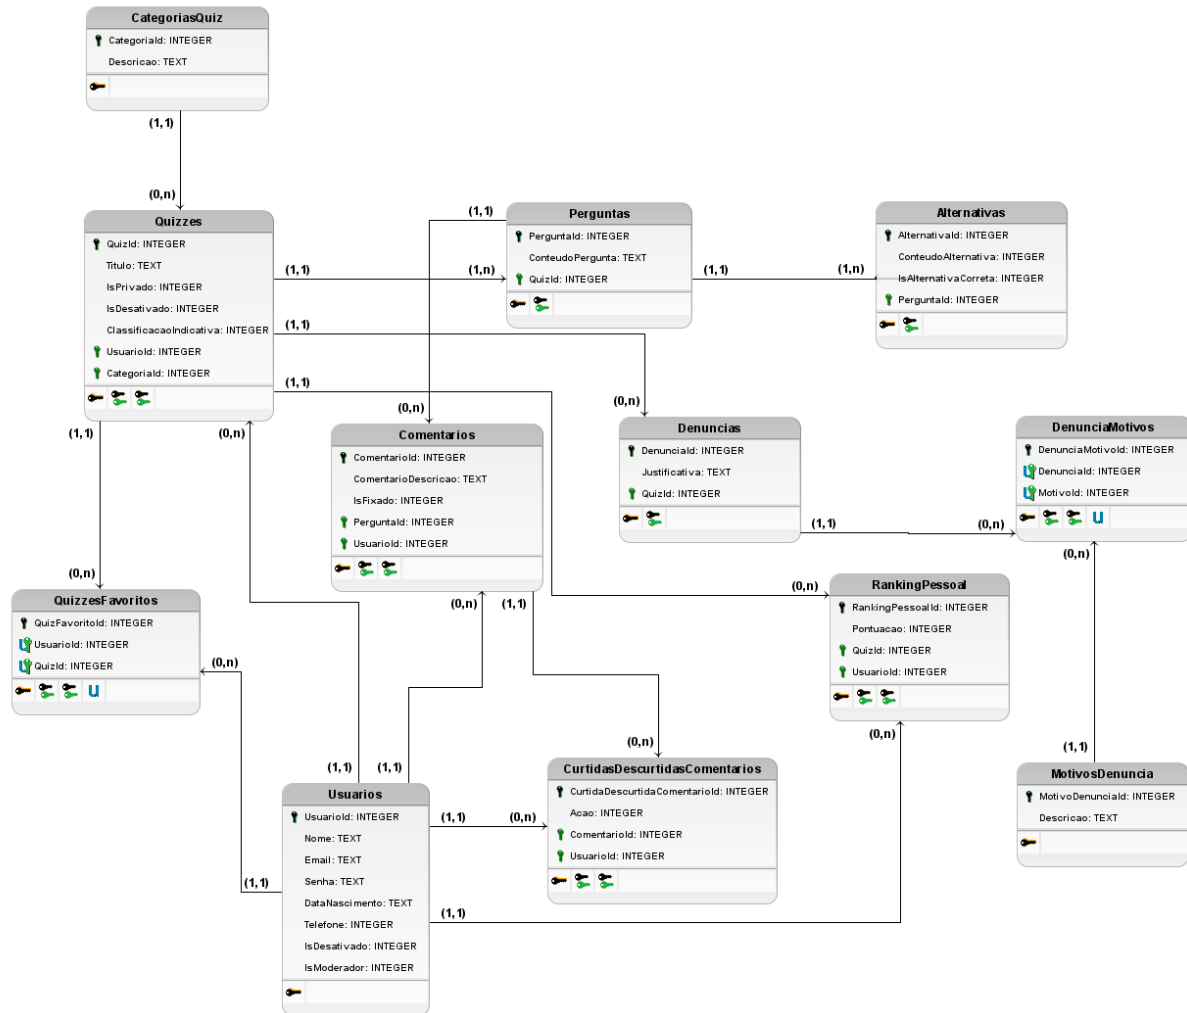 CategoriasQuiz
CategoriaId: INTEGER
Descricao: TEXT
(1,1)
(0,n)
Quizzes
QuizId: INTEGER
Titulo: TEXT
IsPrivado: INTEGER
IsDesativado: INTEGER
ClassificacaoIndicativa: INTEGER
UsuarioId: INTEGER
CategoriaId: INTEGER
(1,1)
(1,n)
(1,1)
(1,1)
(1,1)
(0,n)
(1,1)
Perguntas
PerguntaId: INTEGER
ConteudoPergunta: TEXT
QuizId: INTEGER
(1,1)
(1,n)
Alternativas
AlternativaId: INTEGER
ConteudoAlternativa: INTEGER
IsAlternativaCorreta: INTEGER
PerguntaId: INTEGER
(0,n)
Comentarios
ComentarioId: INTEGER
ComentarioDescricao: TEXT
IsFixado: INTEGER
PerguntaId: INTEGER
UsuarioId: INTEGER
(0,n)
(1,1)
(0,n)
Denuncias
DenunciaId: INTEGER
Justificativa: TEXT
QuizId: INTEGER
(1,1)
(0,n)
DenunciaMotivos
DenunciaMotivoId: INTEGER
U
DenunciaId: INTEGER
U
MotivoId: INTEGER
u
(0,n)
(0,n)
QuizzesFavoritos
QuizFavoritoId: INTEGER
U
UsuarioId: INTEGER
U
QuizId: INTEGER
u
(0,n)
(0,n)
RankingPessoal
RankingPessoalId: INTEGER
Pontuacao: INTEGER
QuizId: INTEGER
UsuarioId: INTEGER
(0,n)
(1,1)
(1,1)
(1,1)
Usuarios
UsuarioId: INTEGER
Nome: TEXT
Email: TEXT
Senha: TEXT
DataNascimento: TEXT
Telefone: INTEGER
IsDesativado: INTEGER
IsModerador: INTEGER
(1,1)
(0,n)
(1,1)
(0,n)
CurtidasDescurtidasComentarios
CurtidaDescurtidaComentarioId: INTEGER
Acao: INTEGER
ComentarioId: INTEGER
UsuarioId: INTEGER
(1,1)
MotivosDenuncia
MotivoDenunciaId: INTEGER
Descricao: TEXT